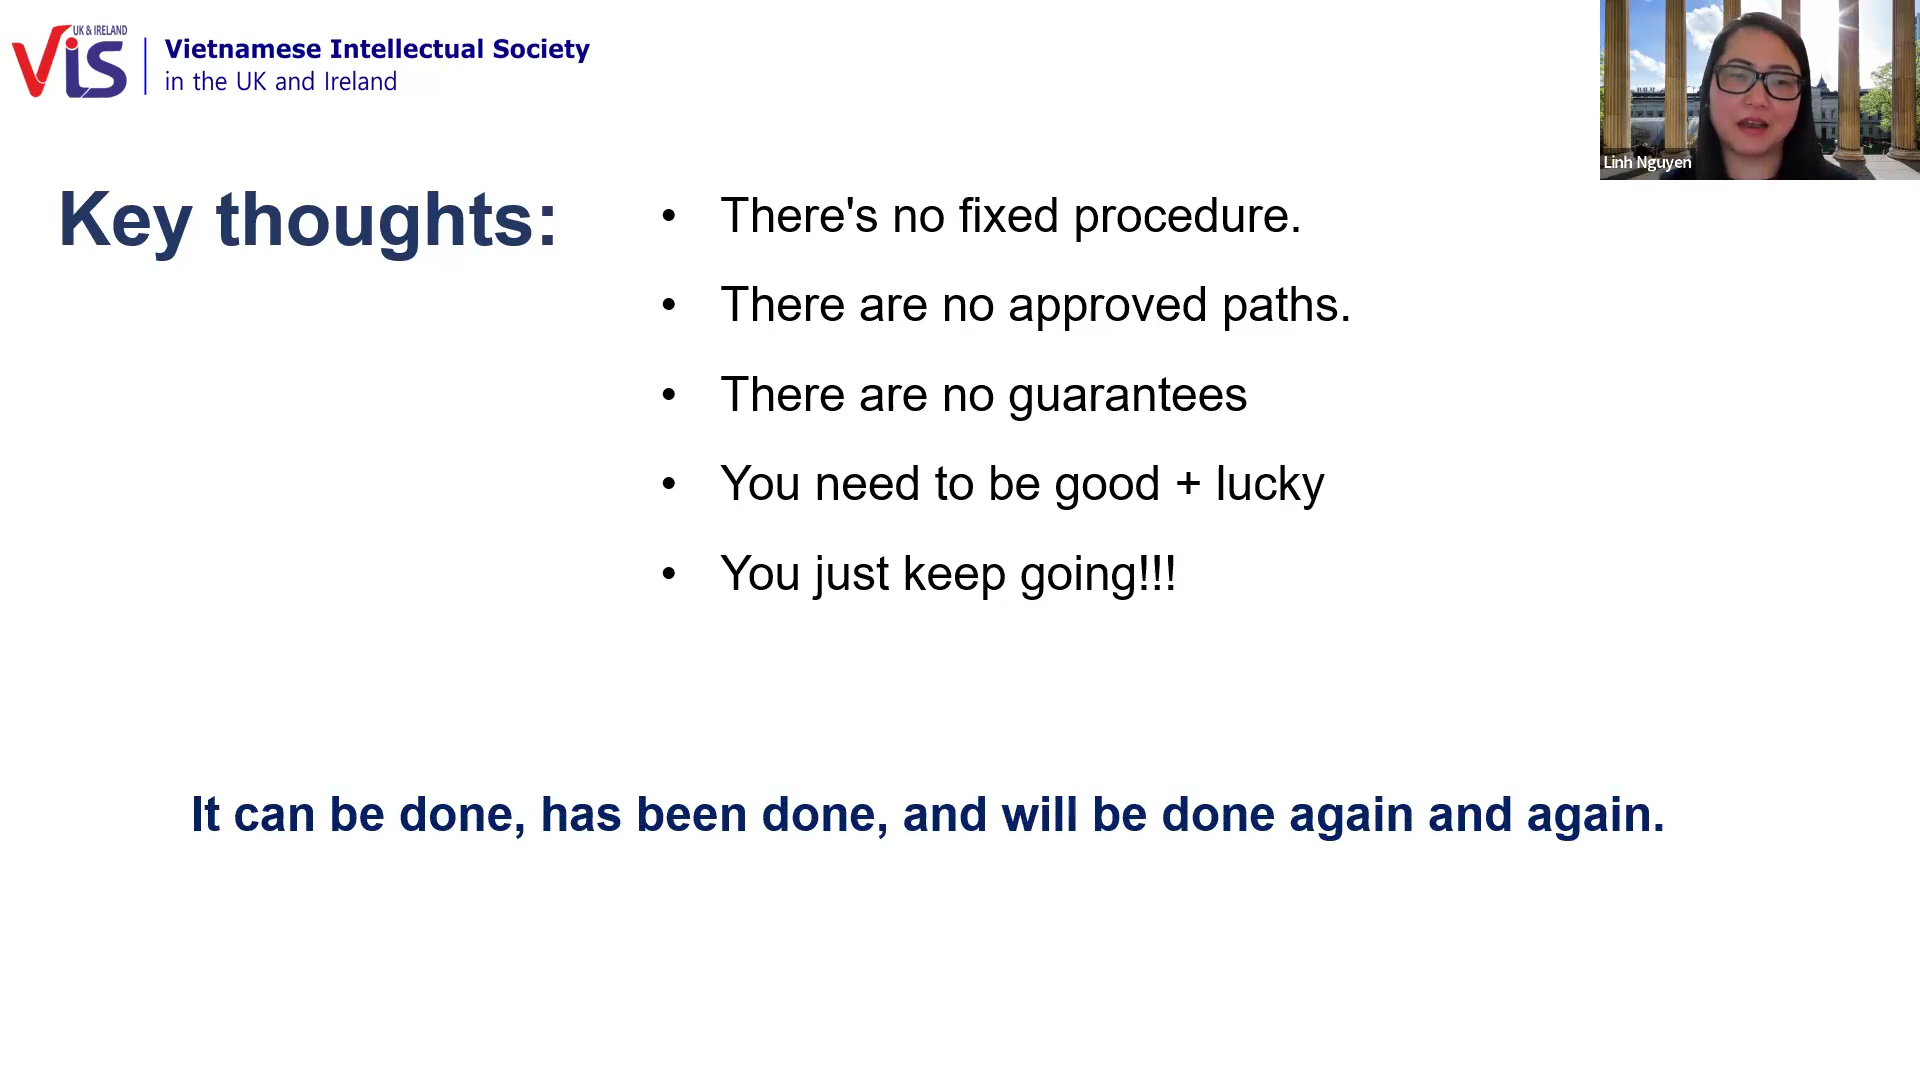 UK & IRELAND
ViS
Vietnamese Intellectual Society
in the UK and Ireland
Linh Nguyen
Key thoughts:
• There's no fixed procedure.
• There are no approved paths.
• There are no guarantees
• You need to be good + lucky
• You just keep going!!!
It can be done, has been done, and will be done again and again.